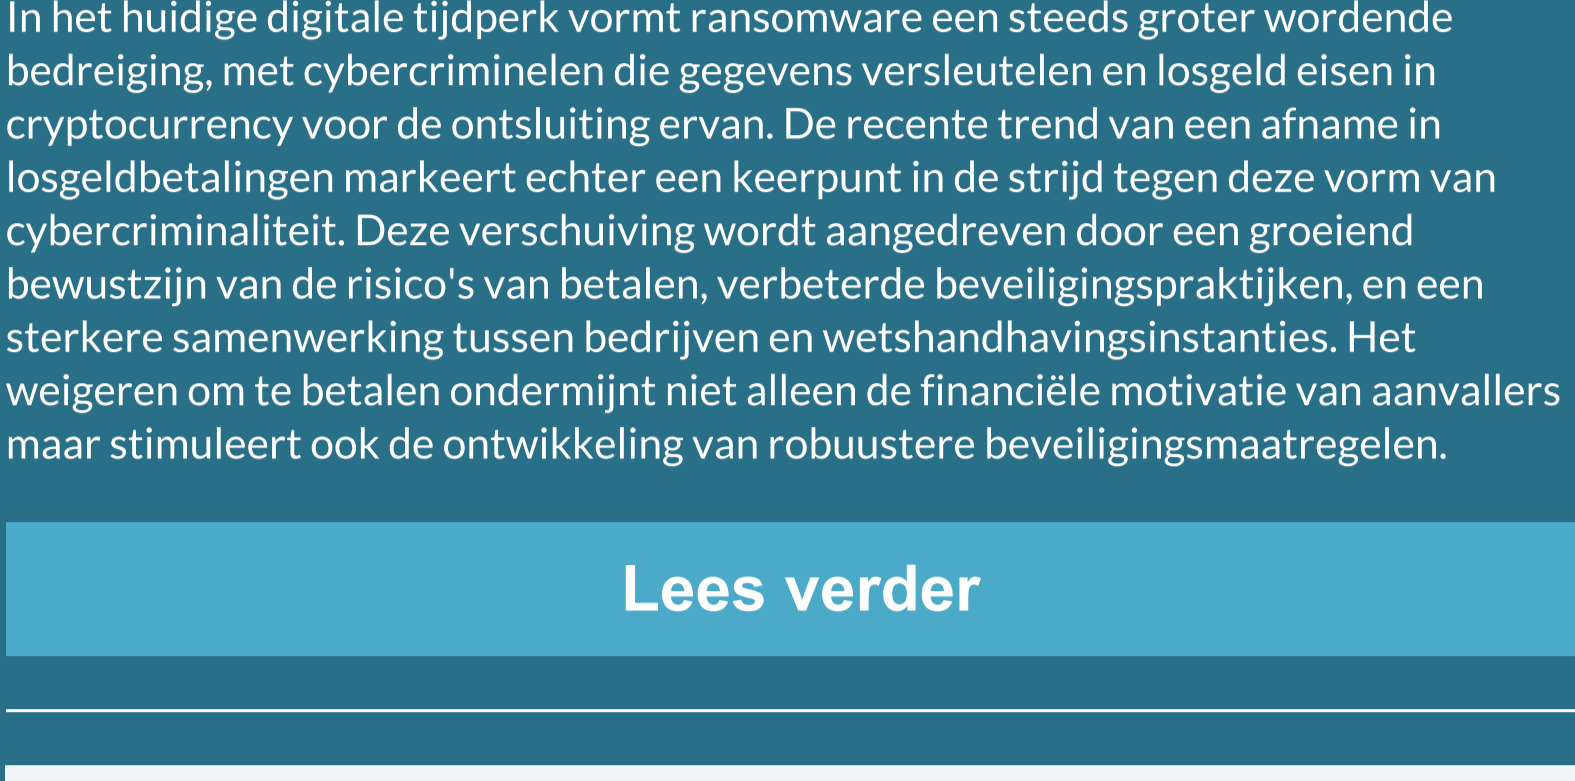 In het huidige digitale tijdperk vormt ransomware een steeds groter wordende
bedreiging, met cybercriminelen die gegevens versleutelen en losgeld eisen in
cryptocurrency voor de ontsluiting ervan. De recente trend van een afname in
losgeldbetalingen markeert echter een keerpunt in de strijd tegen deze vorm van
cybercriminaliteit. Deze verschuiving wordt aangedreven door een groeiend
bewustzijn van de risico's van betalen, verbeterde beveiligingspraktijken, en een
sterkere samenwerking tussen bedrijven en wetshandhavingsinstanties. Het
weigeren om te betalen ondermijnt niet alleen de financiële motivatie van aanvallers
maar stimuleert ook de ontwikkeling van robuustere beveiligingsmaatregelen.
Lees verder